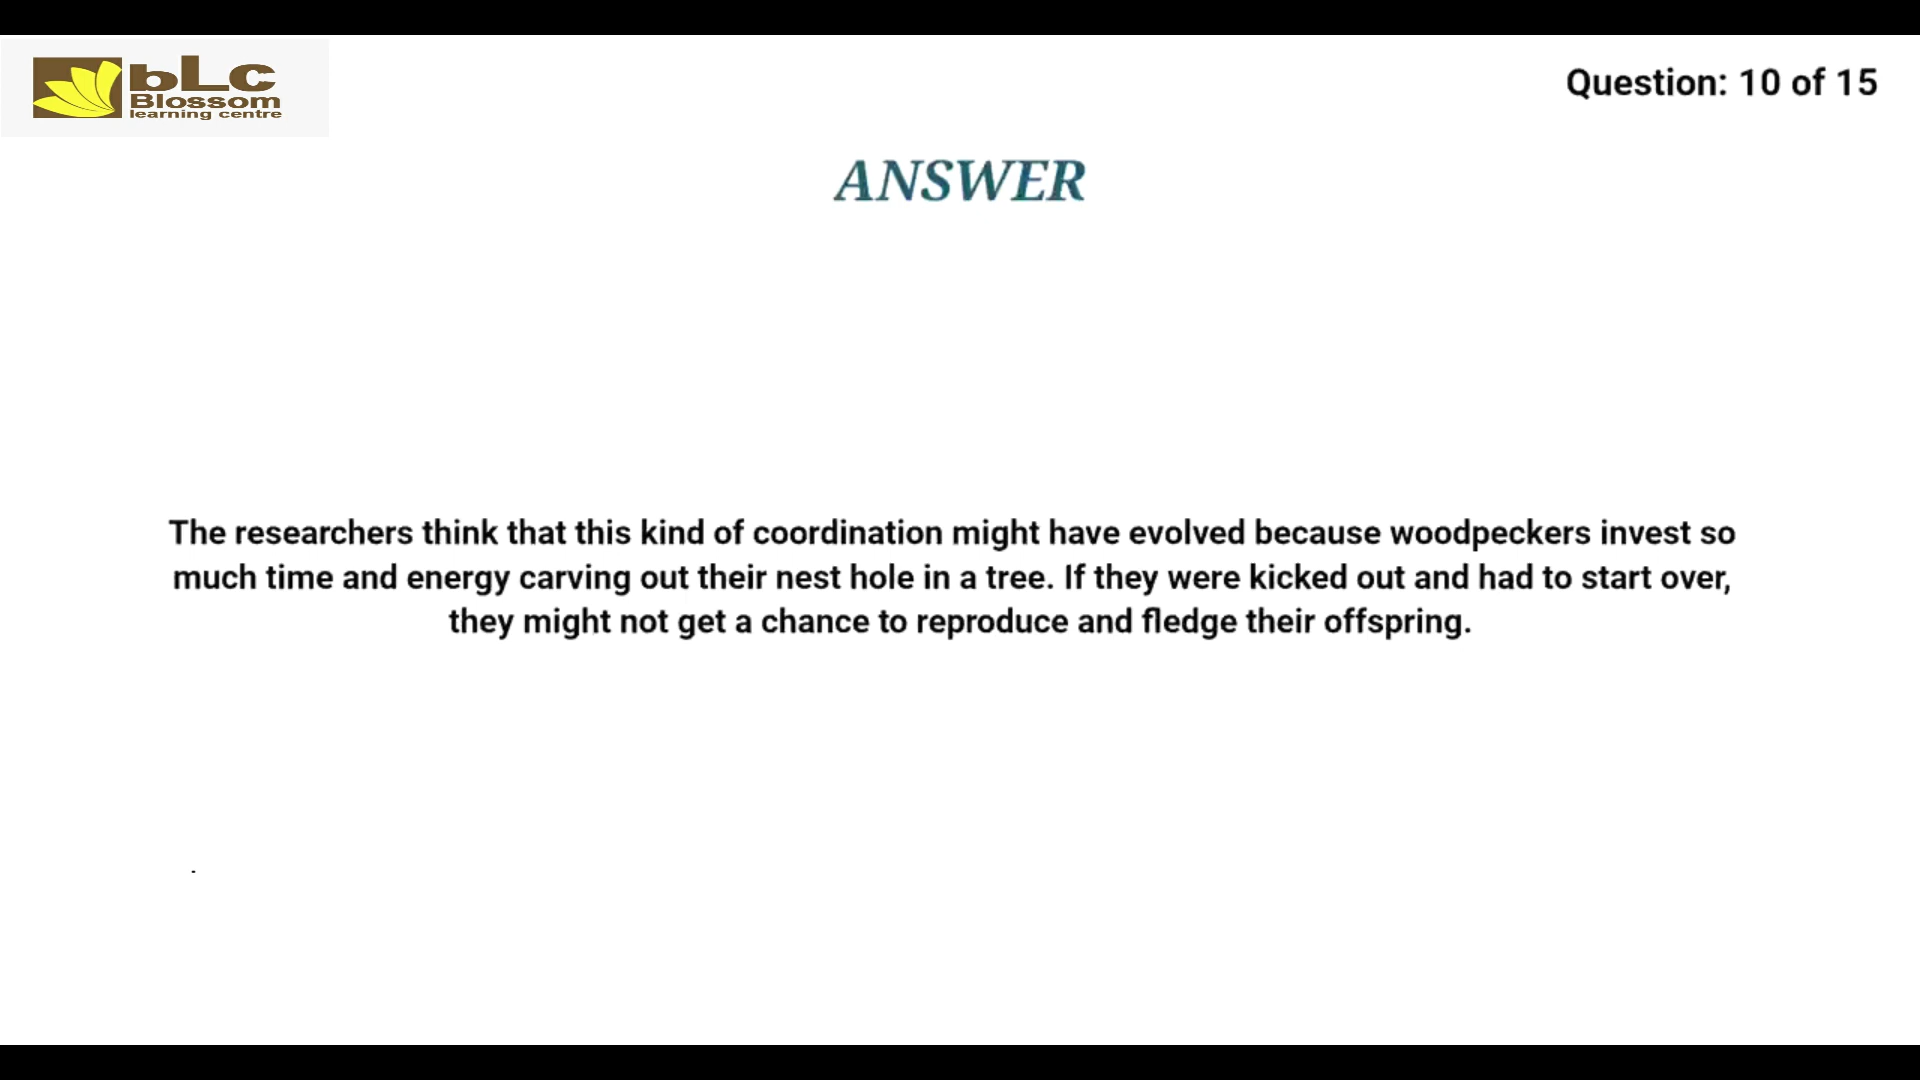 bLc
Blossom
learning centre
Question: 10 of 15
ANSWER
The researchers think that this kind of coordination might have evolved because woodpeckers invest so
much time and energy carving out their nest hole in a tree. If they were kicked out and had to start over,
they might not get a chance to reproduce and fledge their offspring.
.